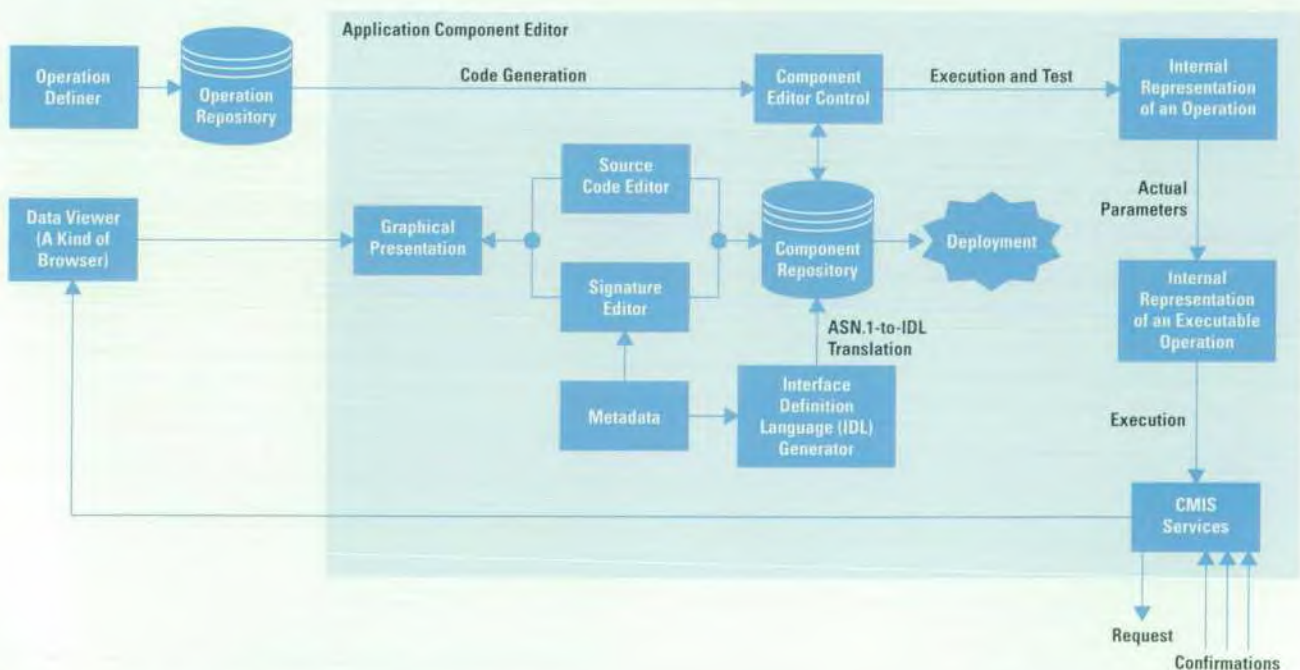 Application Component Editor
Operation
Definer
Operation
Repository
Code Generation
Component
Editor Control
Execution and Test
Internal
Representation
of an Operation
Source
Code Editor
Actual
Parameters
Data Viewer
(A Kind of
Browser)
Graphical
Presentation
Component
Repository
Deployment
Signature
Editor
Internal
Representation
of an Executable
Operation
ASN.1-to-IDL
Translation
Metadata
Interface
Definition
Language (IDL)
Generator
Execution
CMIS
Services
Request
Confirmations